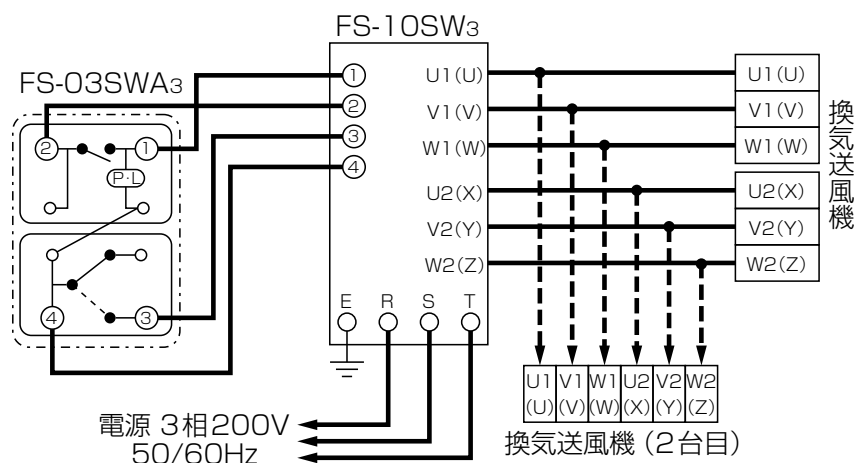 FS-10SW3
FS-03SWA3
②
①
P·L
④
③
①
②
③
④
U1(U)
V1(V)
W1(W)
U2(X)
V2(Y)
W2(Z)
E R S T
U1(U)
V1(V)
W1(W)
U2(X)
V2(Y)
W2(Z)
換気送風機
U1 V1 W1 U2 V2 W2
(U) (V) (W) (X) (Y) (Z)
換気送風機(2台目)
電源 3相200V
50/60Hz